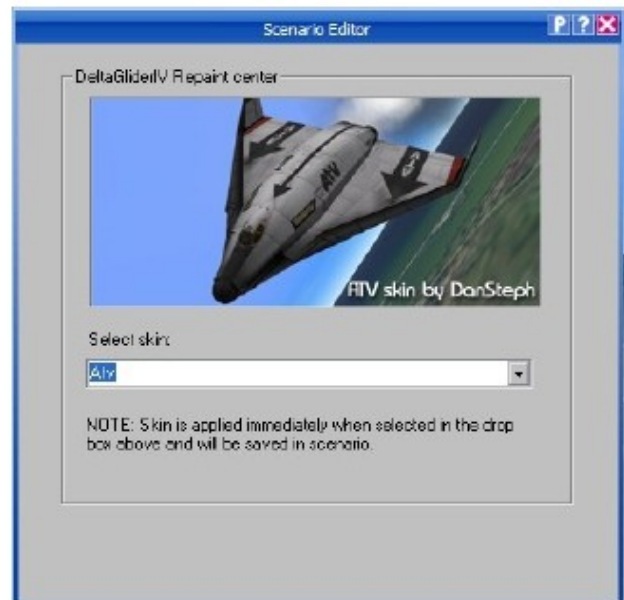 Scenario Editor
P ? X
DeltaGliderIV Repaint center
ATV
ATV skin by DanSteph
Select skin:
Atv
NOTE: Skin is applied immediately when selected in the drop
box above and will be saved in scenario.